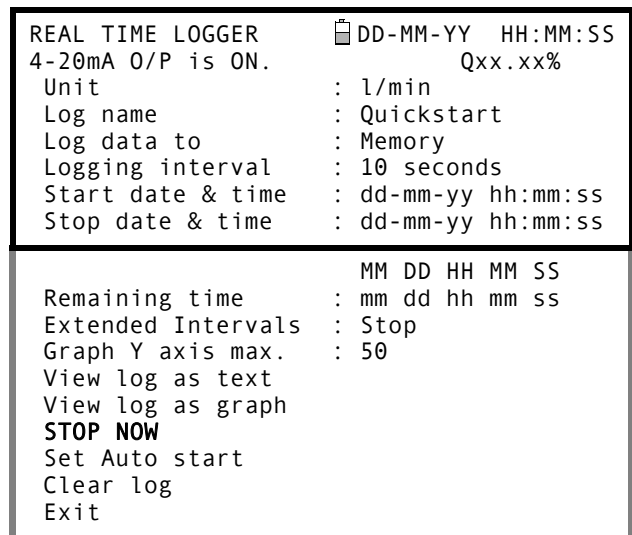 REAL TIME LOGGER DD-MM-YY HH:MM:SS
4-20mA O/P is ON. Qxx.xx%
Unit : l/min
Log name : Quickstart
Log data to : Memory
Logging interval : 10 seconds
Start date & time : dd-mm-yy hh:mm:ss
Stop date & time : dd-mm-yy hh:mm:ss
MM DD HH MM SS
Remaining time : mm dd hh mm ss
Extended Intervals : Stop
Graph Y axis max. : 50
View log as text
View log as graph
STOP NOW
Set Auto start
Clear log
Exit